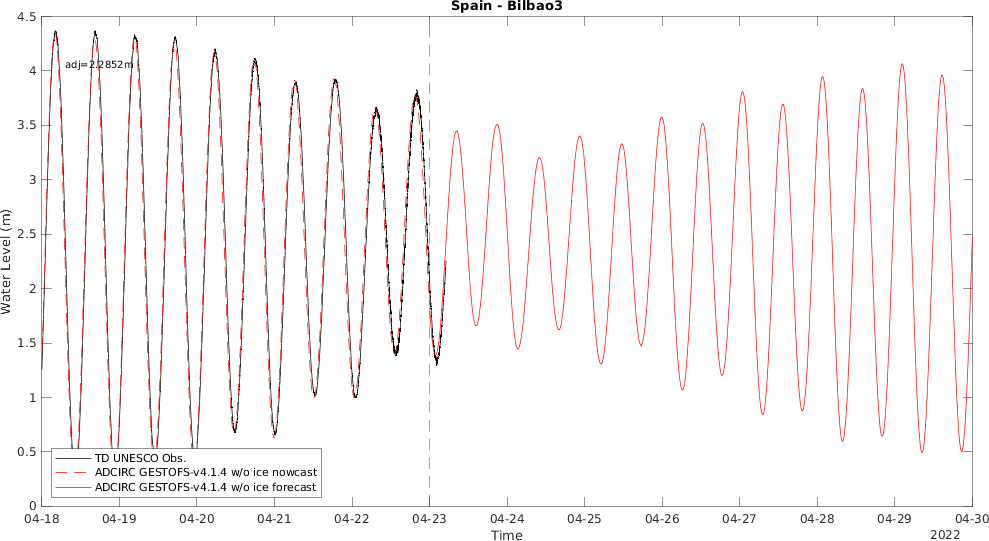 Spain - Bilbao3
4.5
4
3.5
3
2.5
2
1.5
1
0.5
0
Water Level (m)
adj=2.2852m
TD UNESCO Obs.
ADCIRC GESTOFS-v4.1.4 w/o ice nowcast
ADCIRC GESTOFS-v4.1.4 w/o ice forecast
04-18 04-19 04-20 04-21 04-22 04-23 04-24 04-25 04-26 04-27 04-28 04-29 04-30
Time
2022